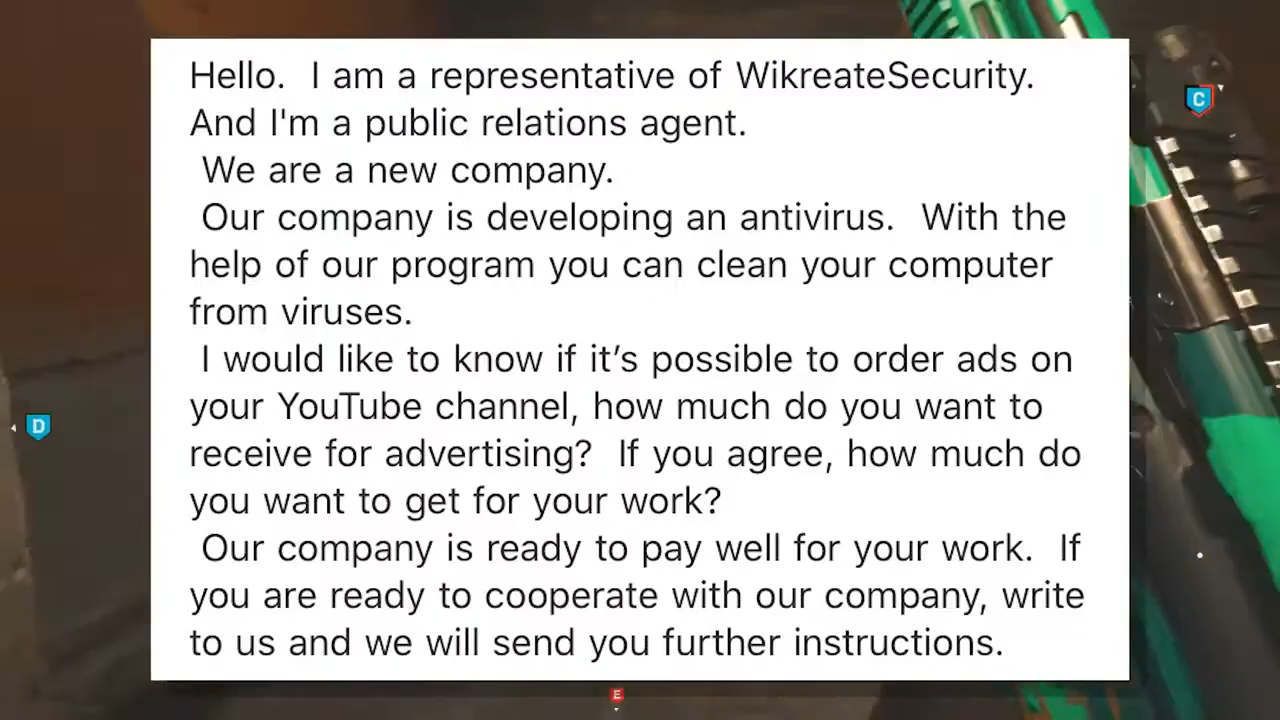 Hello.  I am a representative of WikreateSecurity.
And I'm a public relations agent.
We are a new company.
Our company is developing an antivirus.  With the
help of our program you can clean your computer
from viruses.
I would like to know if it’s possible to order ads on
your YouTube channel, how much do you want to
receive for advertising?  If you agree, how much do
you want to get for your work?
Our company is ready to pay well for your work.  If
you are ready to cooperate with our company, write
to us and we will send you further instructions.
C
D
E